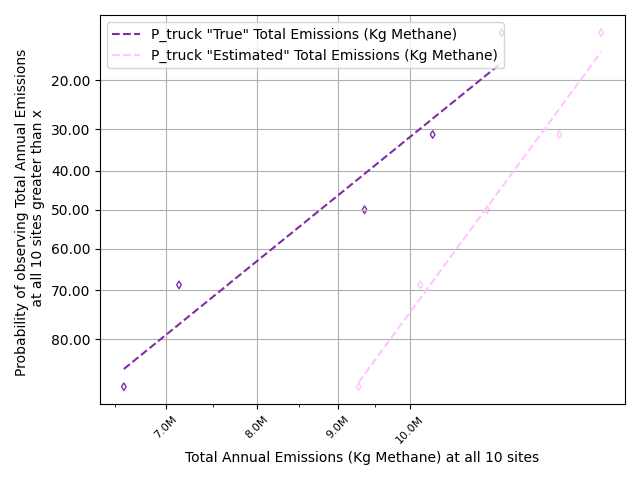 P_truck "True" Total Emissions (Kg Methane)
P_truck "Estimated" Total Emissions (Kg Methane)
Probability of observing Total Annual Emissions
at all 10 sites greater than x
20.00
30.00
40.00
50.00
60.00
70.00
80.00
7.0M
8.0M
9.0M
10.0M
Total Annual Emissions (Kg Methane) at all 10 sites